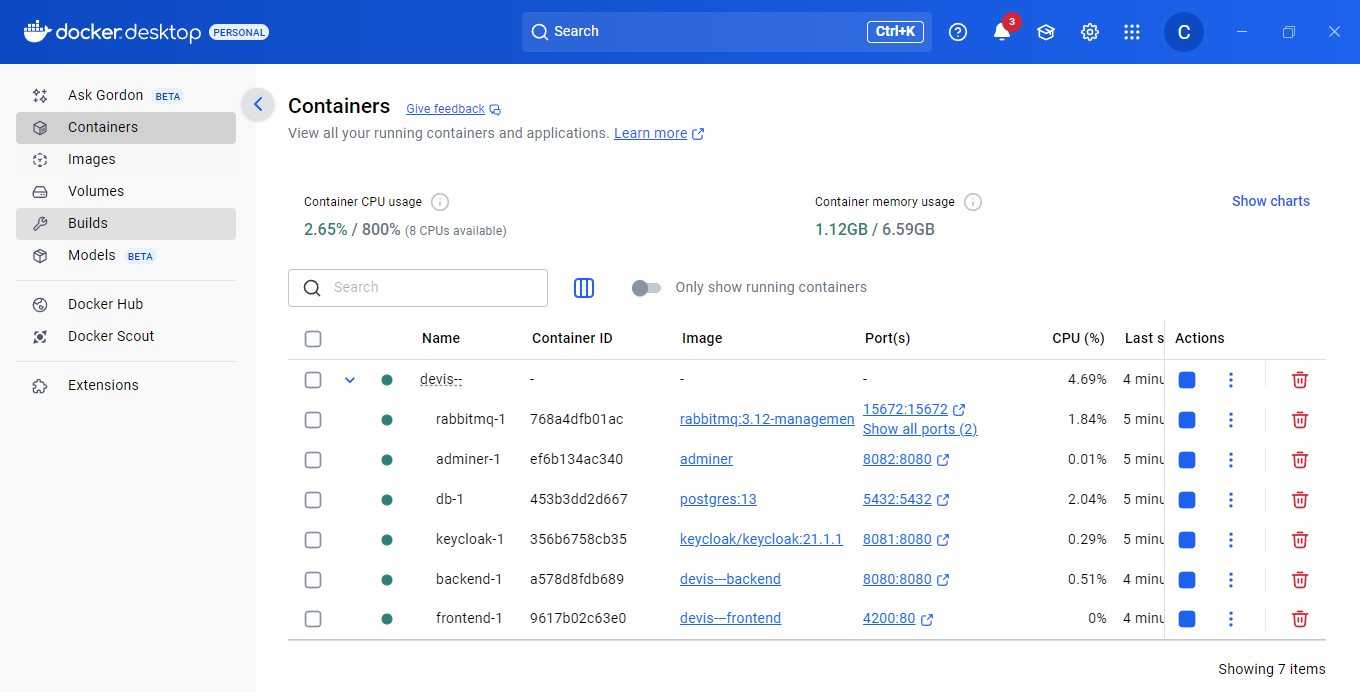 docker.desktop PERSONAL Search Ctrl+K 3 C
Ask Gordon BETA
Containers
Images
Volumes
Builds
Models BETA
Docker Hub
Docker Scout
Extensions
Containers Give feedback
View all your running containers and applications. Learn more
Container CPU usage
2.65% / 800% (8 CPUs available)
Container memory usage
1.12GB / 6.59GB
Show charts
Search Only show running containers
Name Container ID Image Port(s) CPU (%) Last s Actions
devis-- - - - 4.69% 4 minu
rabbitmq-1 768a4dfb01ac rabbitmq:3.12-managemen 15672:15672 1.84% 5 minu
Show all ports (2)
adminer-1 ef6b134ac340 adminer 8082:8080 0.01% 5 minu
db-1 453b3dd2d667 postgres:13 5432:5432 2.04% 5 minu
keycloak-1 356b6758cb35 keycloak/keycloak:21.1.1 8081:8080 0.29% 5 minu
backend-1 a578d8fdb689 devis---backend 8080:8080 0.51% 4 minu
frontend-1 9617b02c63e0 devis---frontend 4200:80 0% 4 minu
Showing 7 items